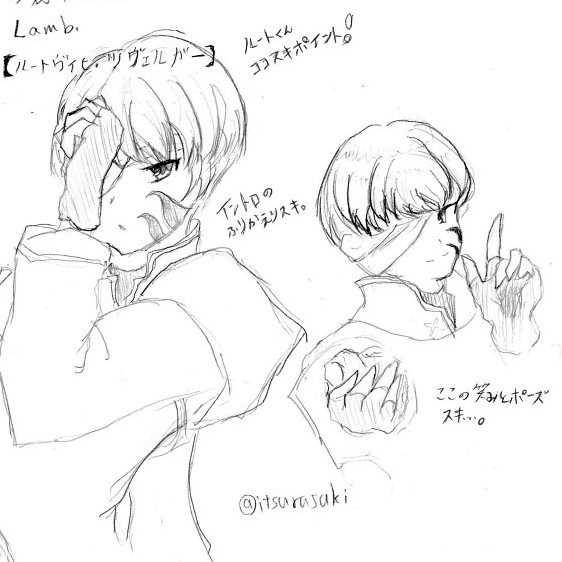 Lamb.
【ルートヴィヒ・ツヴェルガー】
ルートくん
ココスキポイント!
イントロの
ふりかえりスキ。
ここの笑みとポーズ
スキ…。
@itsurasaki